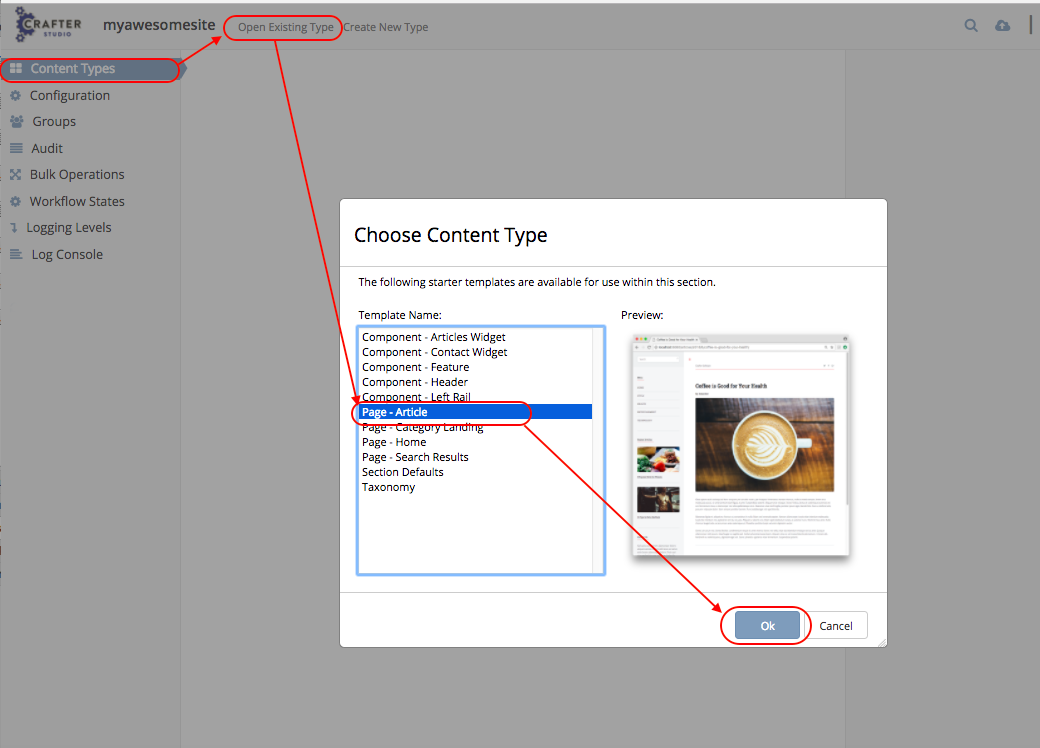 CRAFTER
STUDIO
myawesomesite
Open Existing Type
Create New Type
Content Types
Configuration
Groups
Audit
Bulk Operations
Workflow States
Logging Levels
Log Console
Choose Content Type
The following starter templates are available for use within this section.
Template Name:
Component - Articles Widget
Component - Contact Widget
Component - Feature
Component - Header
Component - Left Rail
Page - Article
Page - Category Landing
Page - Home
Page - Search Results
Section Defaults
Taxonomy
Preview:
Coffee is Good for Your Health
Ok
Cancel